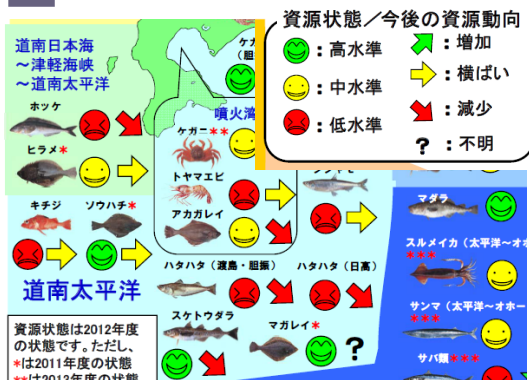 資源状態/今後の資源動向
:高水準
:増加
:中水準
:横ばい
:低水準
:減少
?:不明
道南日本海
～津軽海峡
～道南太平洋
ホッケ
ヒラメ*
噴火湾
ケガニ**
トヤマエビ
アカガレイ
キチジ
ソウハチ*
マダラ
スルメイカ(太平洋～オホ
***
ハタハタ(渡島・胆振)
ハタハタ(日高)
道南太平洋
サンマ(太平洋～オホー
***
スケトウダラ
マガレイ*
?
サバ類***
資源状態は2012年度
の状態です。ただし、
*は2011年度の状態